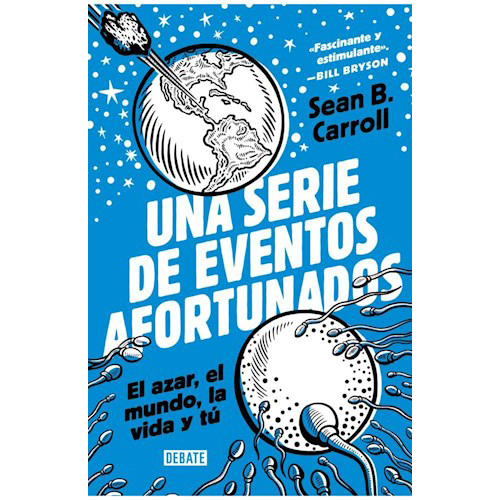 «Fascinante y
estimulante».
—BILL BRYSON
Sean B.
Carroll
UNA SERIE
DE EVENTOS
AFORTUNADOS
El azar, el
mundo, la
vida y tú
DEBATE